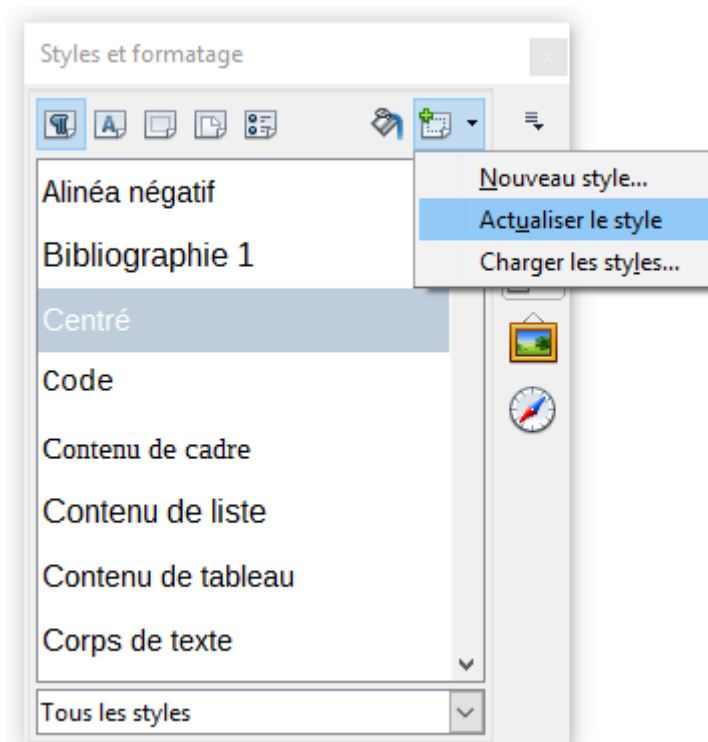 Styles et formatage
Nouveau style...
Actualiser le style
Charger les styles...
Alinéa négatif
Bibliographie 1
Centré
Code
Contenu de cadre
Contenu de liste
Contenu de tableau
Corps de texte
Tous les styles